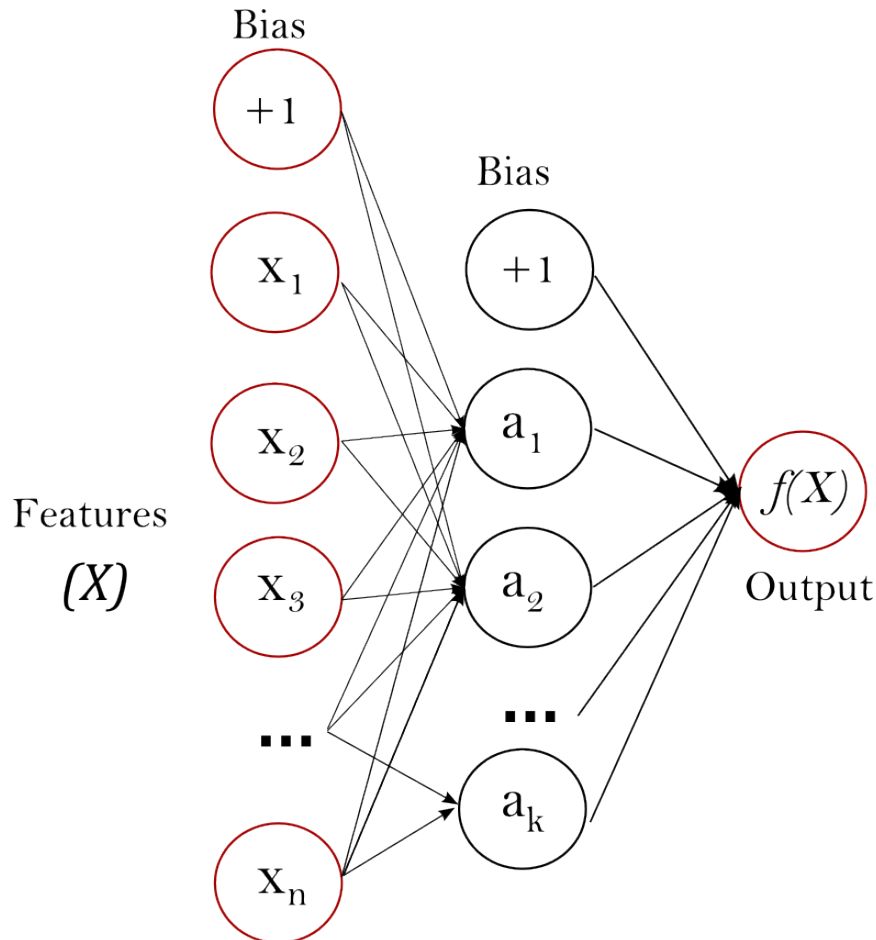 Bias
+1
x₁
x₂
x₃
...
xₙ
Features
(X)
Bias
+1
a₁
a₂
...
aₖ
f(X)
Output